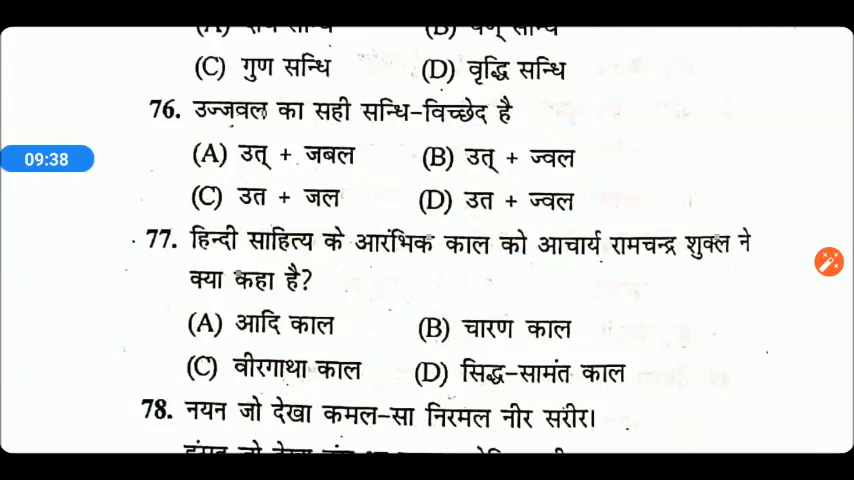 (C) गुण सन्धि (D) वृद्धि सन्धि
76. उज्जवल का सही सन्धि-विच्छेद है
(A) उत् + जबल (B) उत् + ज्वल
09:38
(C) उत + जल (D) उत + ज्वल
77. हिन्दी साहित्य के आरंभिक काल को आचार्य रामचन्द्र शुक्ल ने
क्या कहा है?
(A) आदि काल (B) चारण काल
(C) वीरगाथा काल (D) सिद्ध-सामंत काल
78. नयन जो देखा कमल-सा निरमल नीर सरीर।